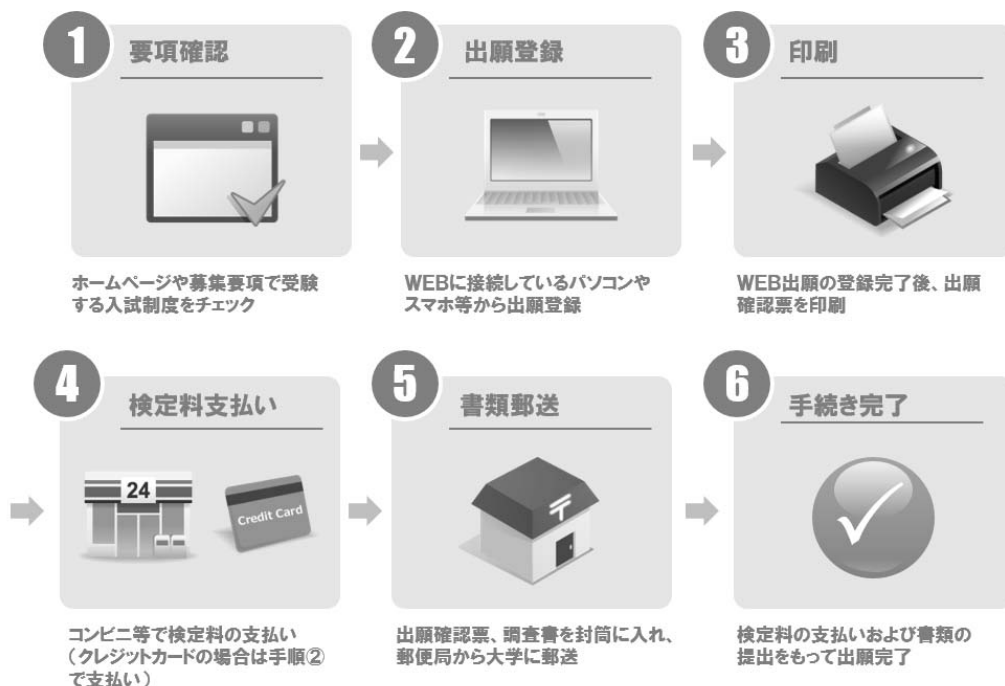 1 要項確認
ホームページや募集要項で受験
する入試制度をチェック
2 出願登録
WEBに接続しているパソコンや
スマホ等から出願登録
3 印刷
WEB出願の登録完了後、出願
確認票を印刷
4 検定料支払い
24
Credit Card
コンビニ等で検定料の支払い
（クレジットカードの場合は手順②
で支払い）
5 書類郵送
〒
出願確認票、調査書を封筒に入れ、
郵便局から大学に郵送
6 手続き完了
検定料の支払いおよび書類の
提出をもって出願完了